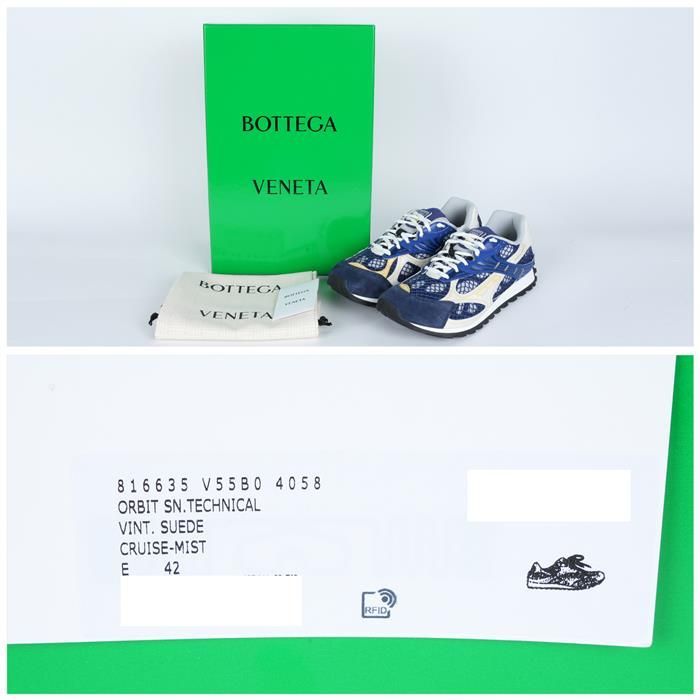 BOTTEGA
VENETA
BOTTEGA
VENETA
BOTTEGA
VENETA
816635 V55B0 4058
ORBIT SN.TECHNICAL
VINT. SUEDE
CRUISE-MIST
E 42
RFID